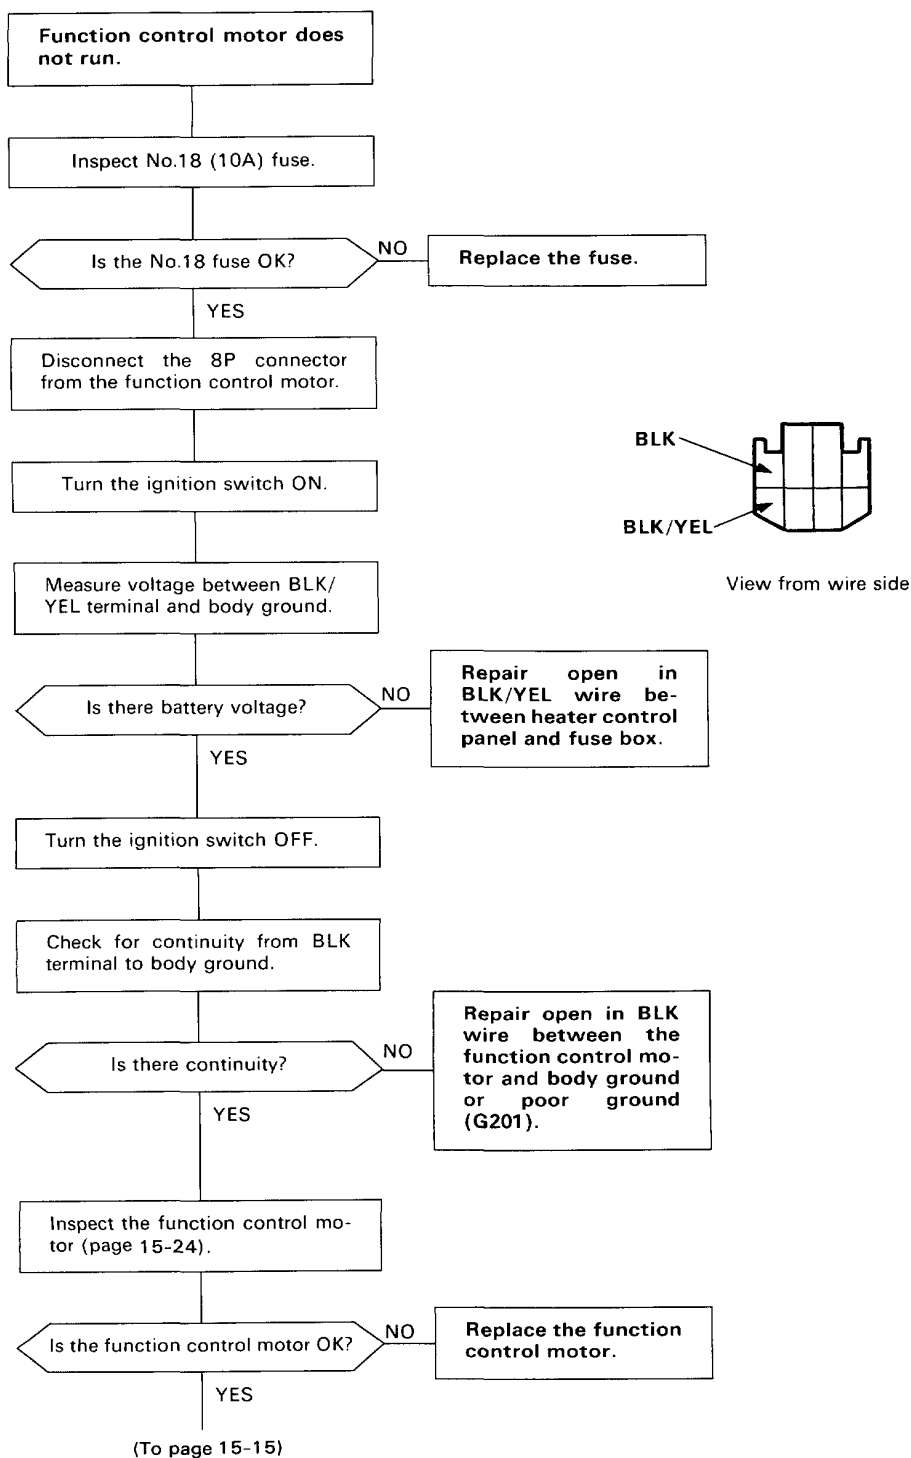 Function control motor does
not run.
Inspect No.18 (10A) fuse.
Is the No.18 fuse OK?
NO
Replace the fuse.
YES
Disconnect the 8P connector
from the function control motor.
Turn the ignition switch ON.
BLK
BLK/YEL
View from wire side
Measure voltage between BLK/
YEL terminal and body ground.
Is there battery voltage?
NO
Repair open in
BLK/YEL wire be-
tween heater control
panel and fuse box.
YES
Turn the ignition switch OFF.
Check for continuity from BLK
terminal to body ground.
Is there continuity?
NO
Repair open in BLK
wire between the
function control mo-
tor and body ground
or poor ground
(G201).
YES
Inspect the function control mo-
tor (page 15-24).
Is the function control motor OK?
NO
Replace the function
control motor.
YES
(To page 15-15)